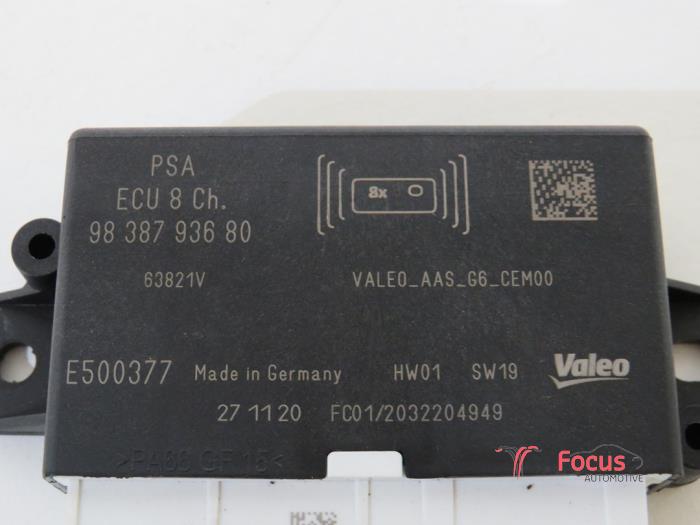 PSA
ECU 8 Ch.
98 387 936 80
8x
63821V
VALEO_AAS_G6_CEM00
E500377 Made in Germany HW01 SW19 Valeo
27 11 20 FC01/2032204949
Focus
AUTOMOTIVE